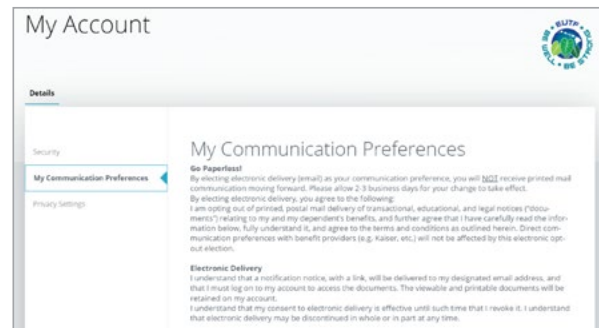 My Account
EUTF · BE WELL · BE STRONG
Details
Security
My Communication Preferences
Privacy Settings
My Communication Preferences
Go Paperless!
By electing electronic delivery (email) as your communication preference, you will NOT receive printed mail
communication moving forward. Please allow 2-3 business days for your change to take effect.
By electing electronic delivery, you agree to the following:
I am opting out of printed, postal mail delivery of transactional, educational, and legal notices ("docu-
ments") relating to my and my dependent's benefits, and further agree that I have carefully read the infor-
mation below, fully understand it, and agree to the terms and conditions as outlined herein. Direct com-
munication preferences with benefit providers (e.g. Kaiser, etc.) will not be affected by this electronic opt-
out election.
Electronic Delivery
I understand that a notification notice, with a link, will be delivered to my designated email address, and
that I must log on to my account to access the documents. The viewable and printable documents will be
retained on my account.
I understand that my consent to electronic delivery is effective until such time that I revoke it. I understand
that electronic delivery may be discontinued in whole or in part at any time.